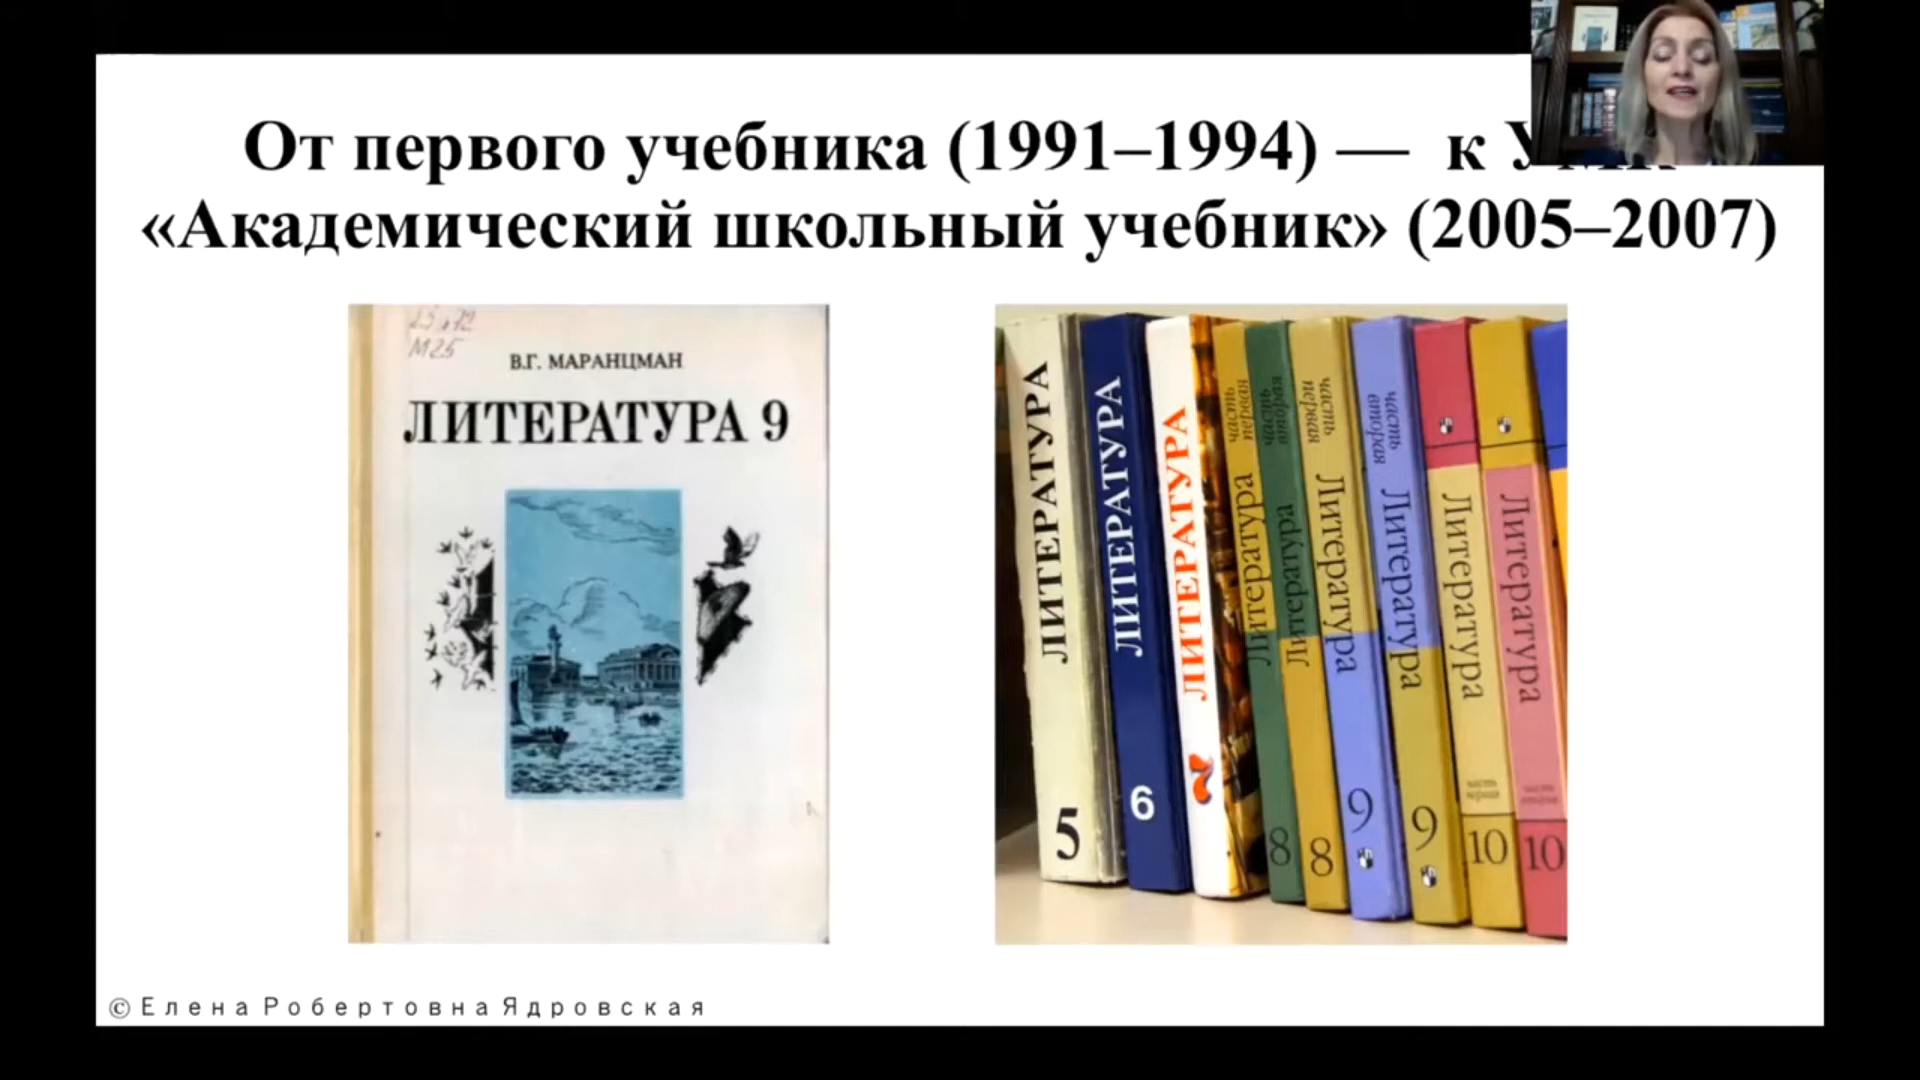 От первого учебника (1991–1994) — к УМК
«Академический школьный учебник» (2005–2007)
М25
В.Г. МАРАНЦМАН
ЛИТЕРАТУРА 9
ЛИТЕРАТУРА
5
ЛИТЕРАТУРА
6
ЛИТЕРАТУРА
7
часть первая
Литература
8
часть вторая
Литература
8
часть первая
Литература
9
часть вторая
Литература
9
Литература
10
Литература
10
© Елена Робертовна Ядровская